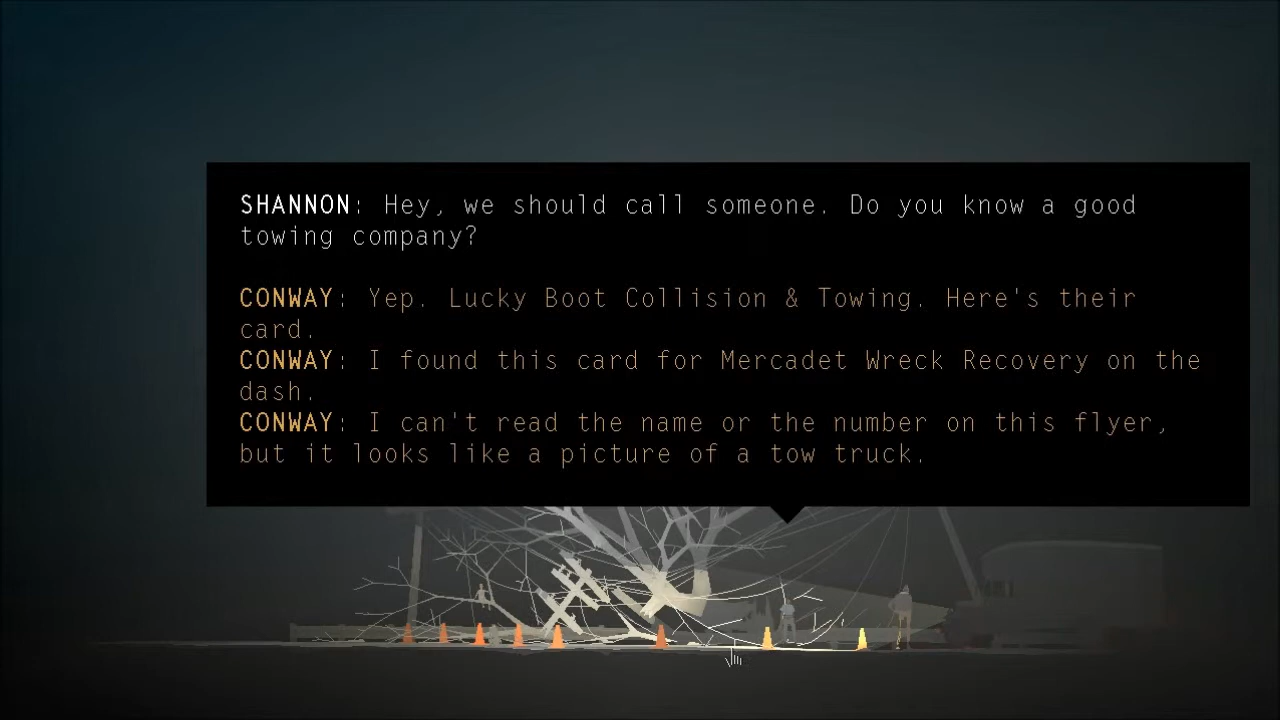 SHANNON: Hey, we should call someone. Do you know a good
towing company?
CONWAY: Yep. Lucky Boot Collision & Towing. Here's their
card.
CONWAY: I found this card for Mercadet Wreck Recovery on the
dash.
CONWAY: I can't read the name or the number on this flyer,
but it looks like a picture of a tow truck.